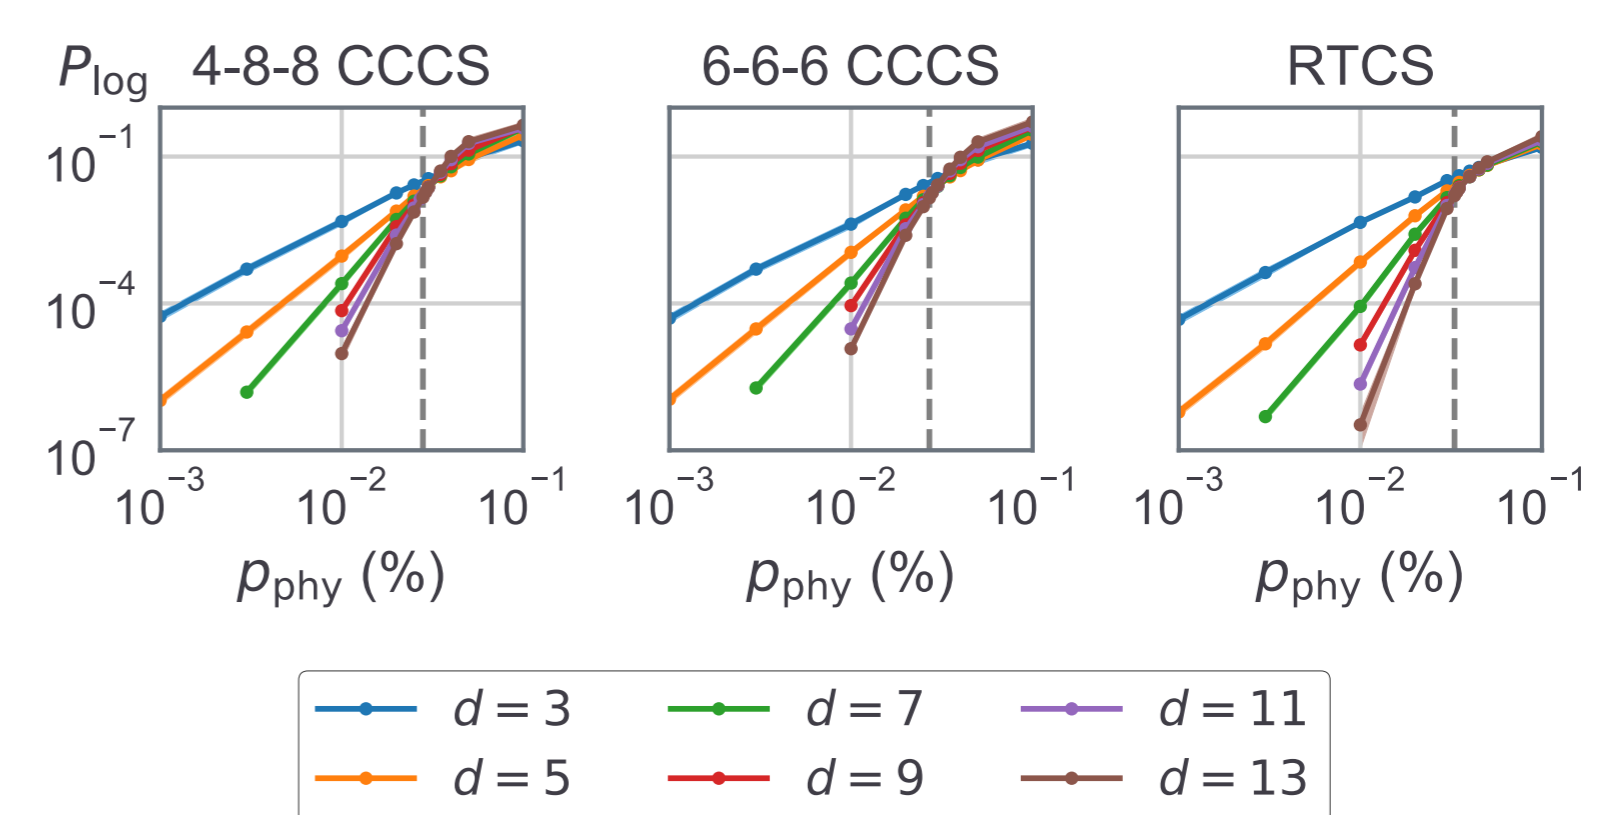 P_log 4-8-8 CCCS 6-6-6 CCCS RTCS
10^−1
10^−4
10^−7
10^−3 10^−2 10^−1 10^−3 10^−2 10^−1 10^−3 10^−2 10^−1
p_phy (%) p_phy (%) p_phy (%)
d = 3 d = 7 d = 11
d = 5 d = 9 d = 13